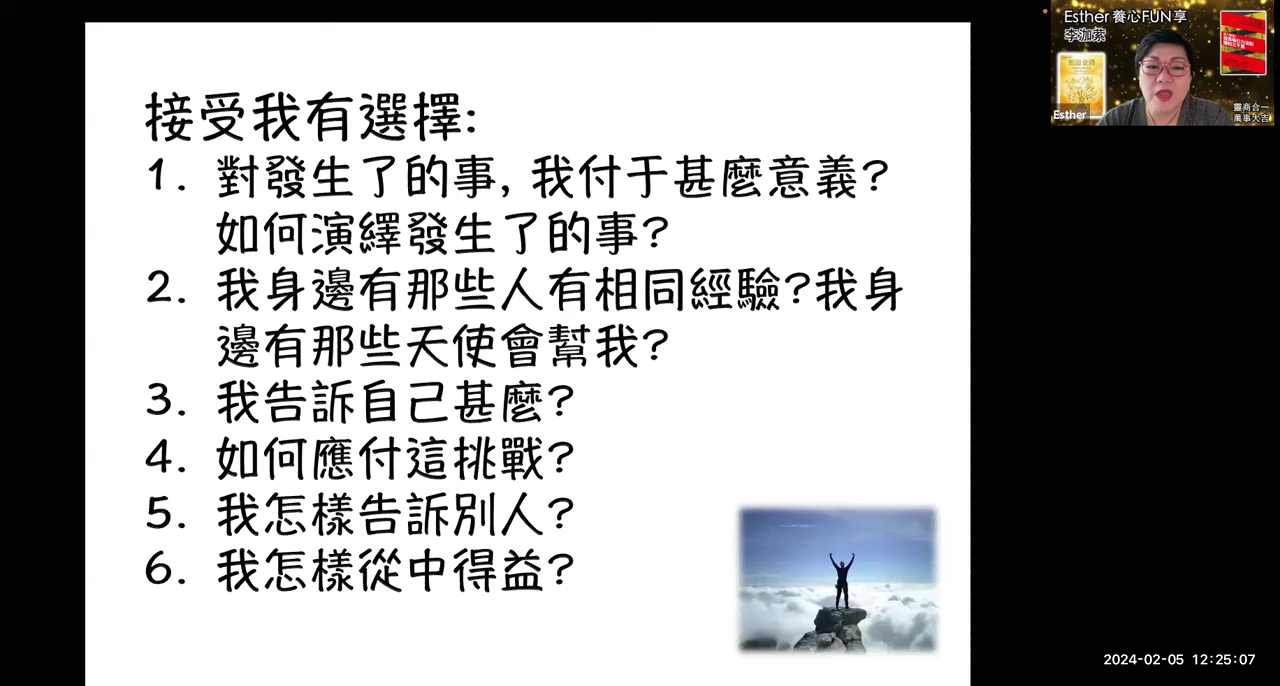 接受我有選擇:
1. 對發生了的事, 我付于甚麼意義?
如何演繹發生了的事?
2. 我身邊有那些人有相同經驗?我身
邊有那些天使會幫我?
3. 我告訴自己甚麼?
4. 如何應付這挑戰?
5. 我怎樣告訴別人?
6. 我怎樣從中得益?
Esther 養心FUN享
李泇縈
Esther
靈商合一
萬事大吉
2024-02-05 12:25:07